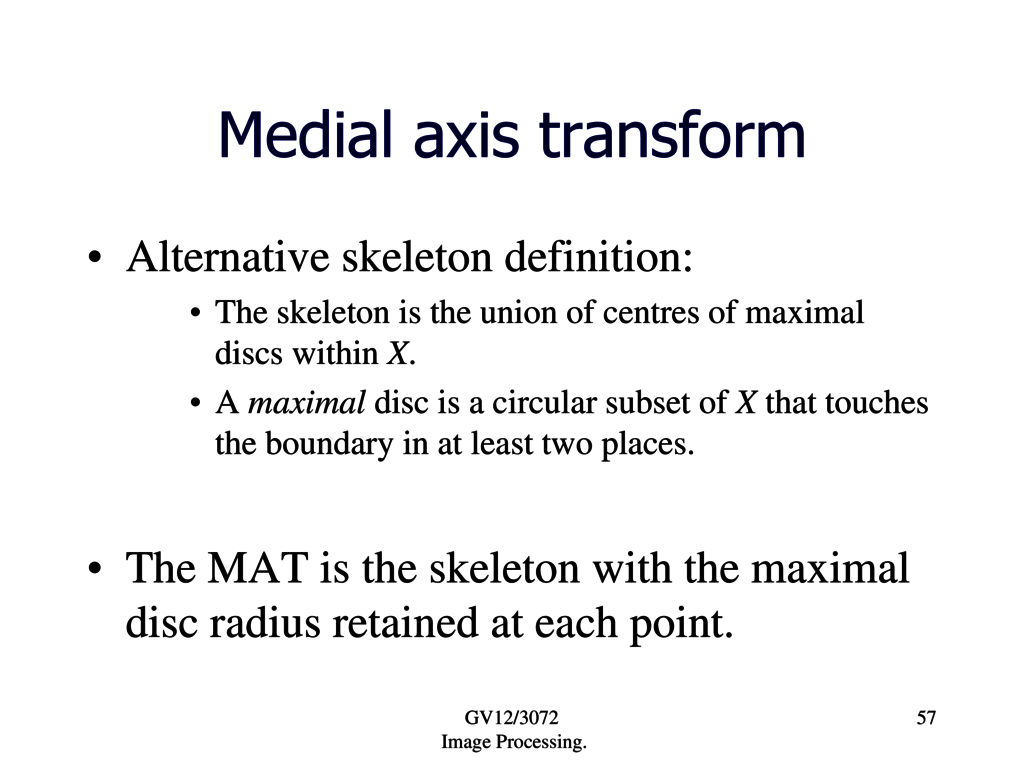 Medial axis transform
• Alternative skeleton definition:
• The skeleton is the union of centres of maximal
discs within X.
• A maximal disc is a circular subset of X that touches
the boundary in at least two places.
• The MAT is the skeleton with the maximal
disc radius retained at each point.
GV12/3072
Image Processing.
57